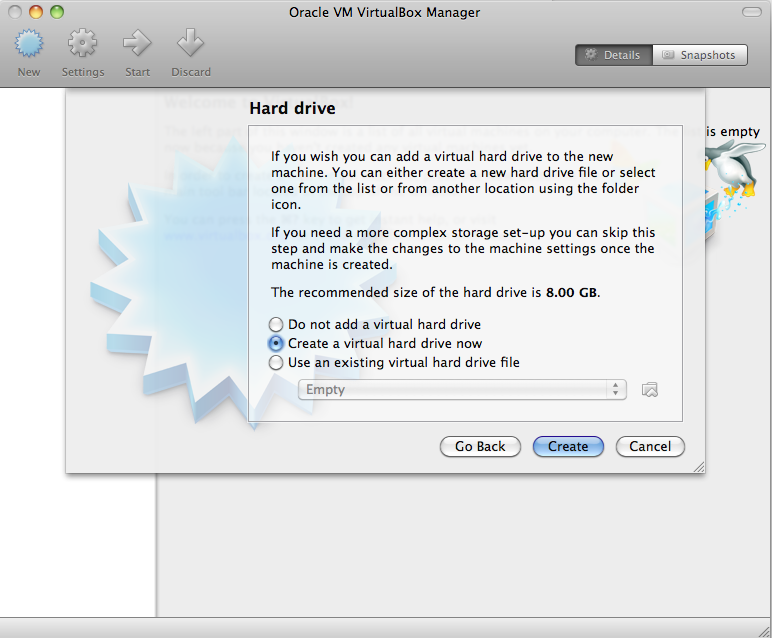 Oracle VM VirtualBox Manager
New Settings Start Discard Details Snapshots
Hard drive
is empty
If you wish you can add a virtual hard drive to the new
machine. You can either create a new hard drive file or select
one from the list or from another location using the folder
icon.
If you need a more complex storage set-up you can skip this
step and make the changes to the machine settings once the
machine is created.
The recommended size of the hard drive is 8.00 GB.
Do not add a virtual hard drive
Create a virtual hard drive now
Use an existing virtual hard drive file
Empty
Go Back Create Cancel